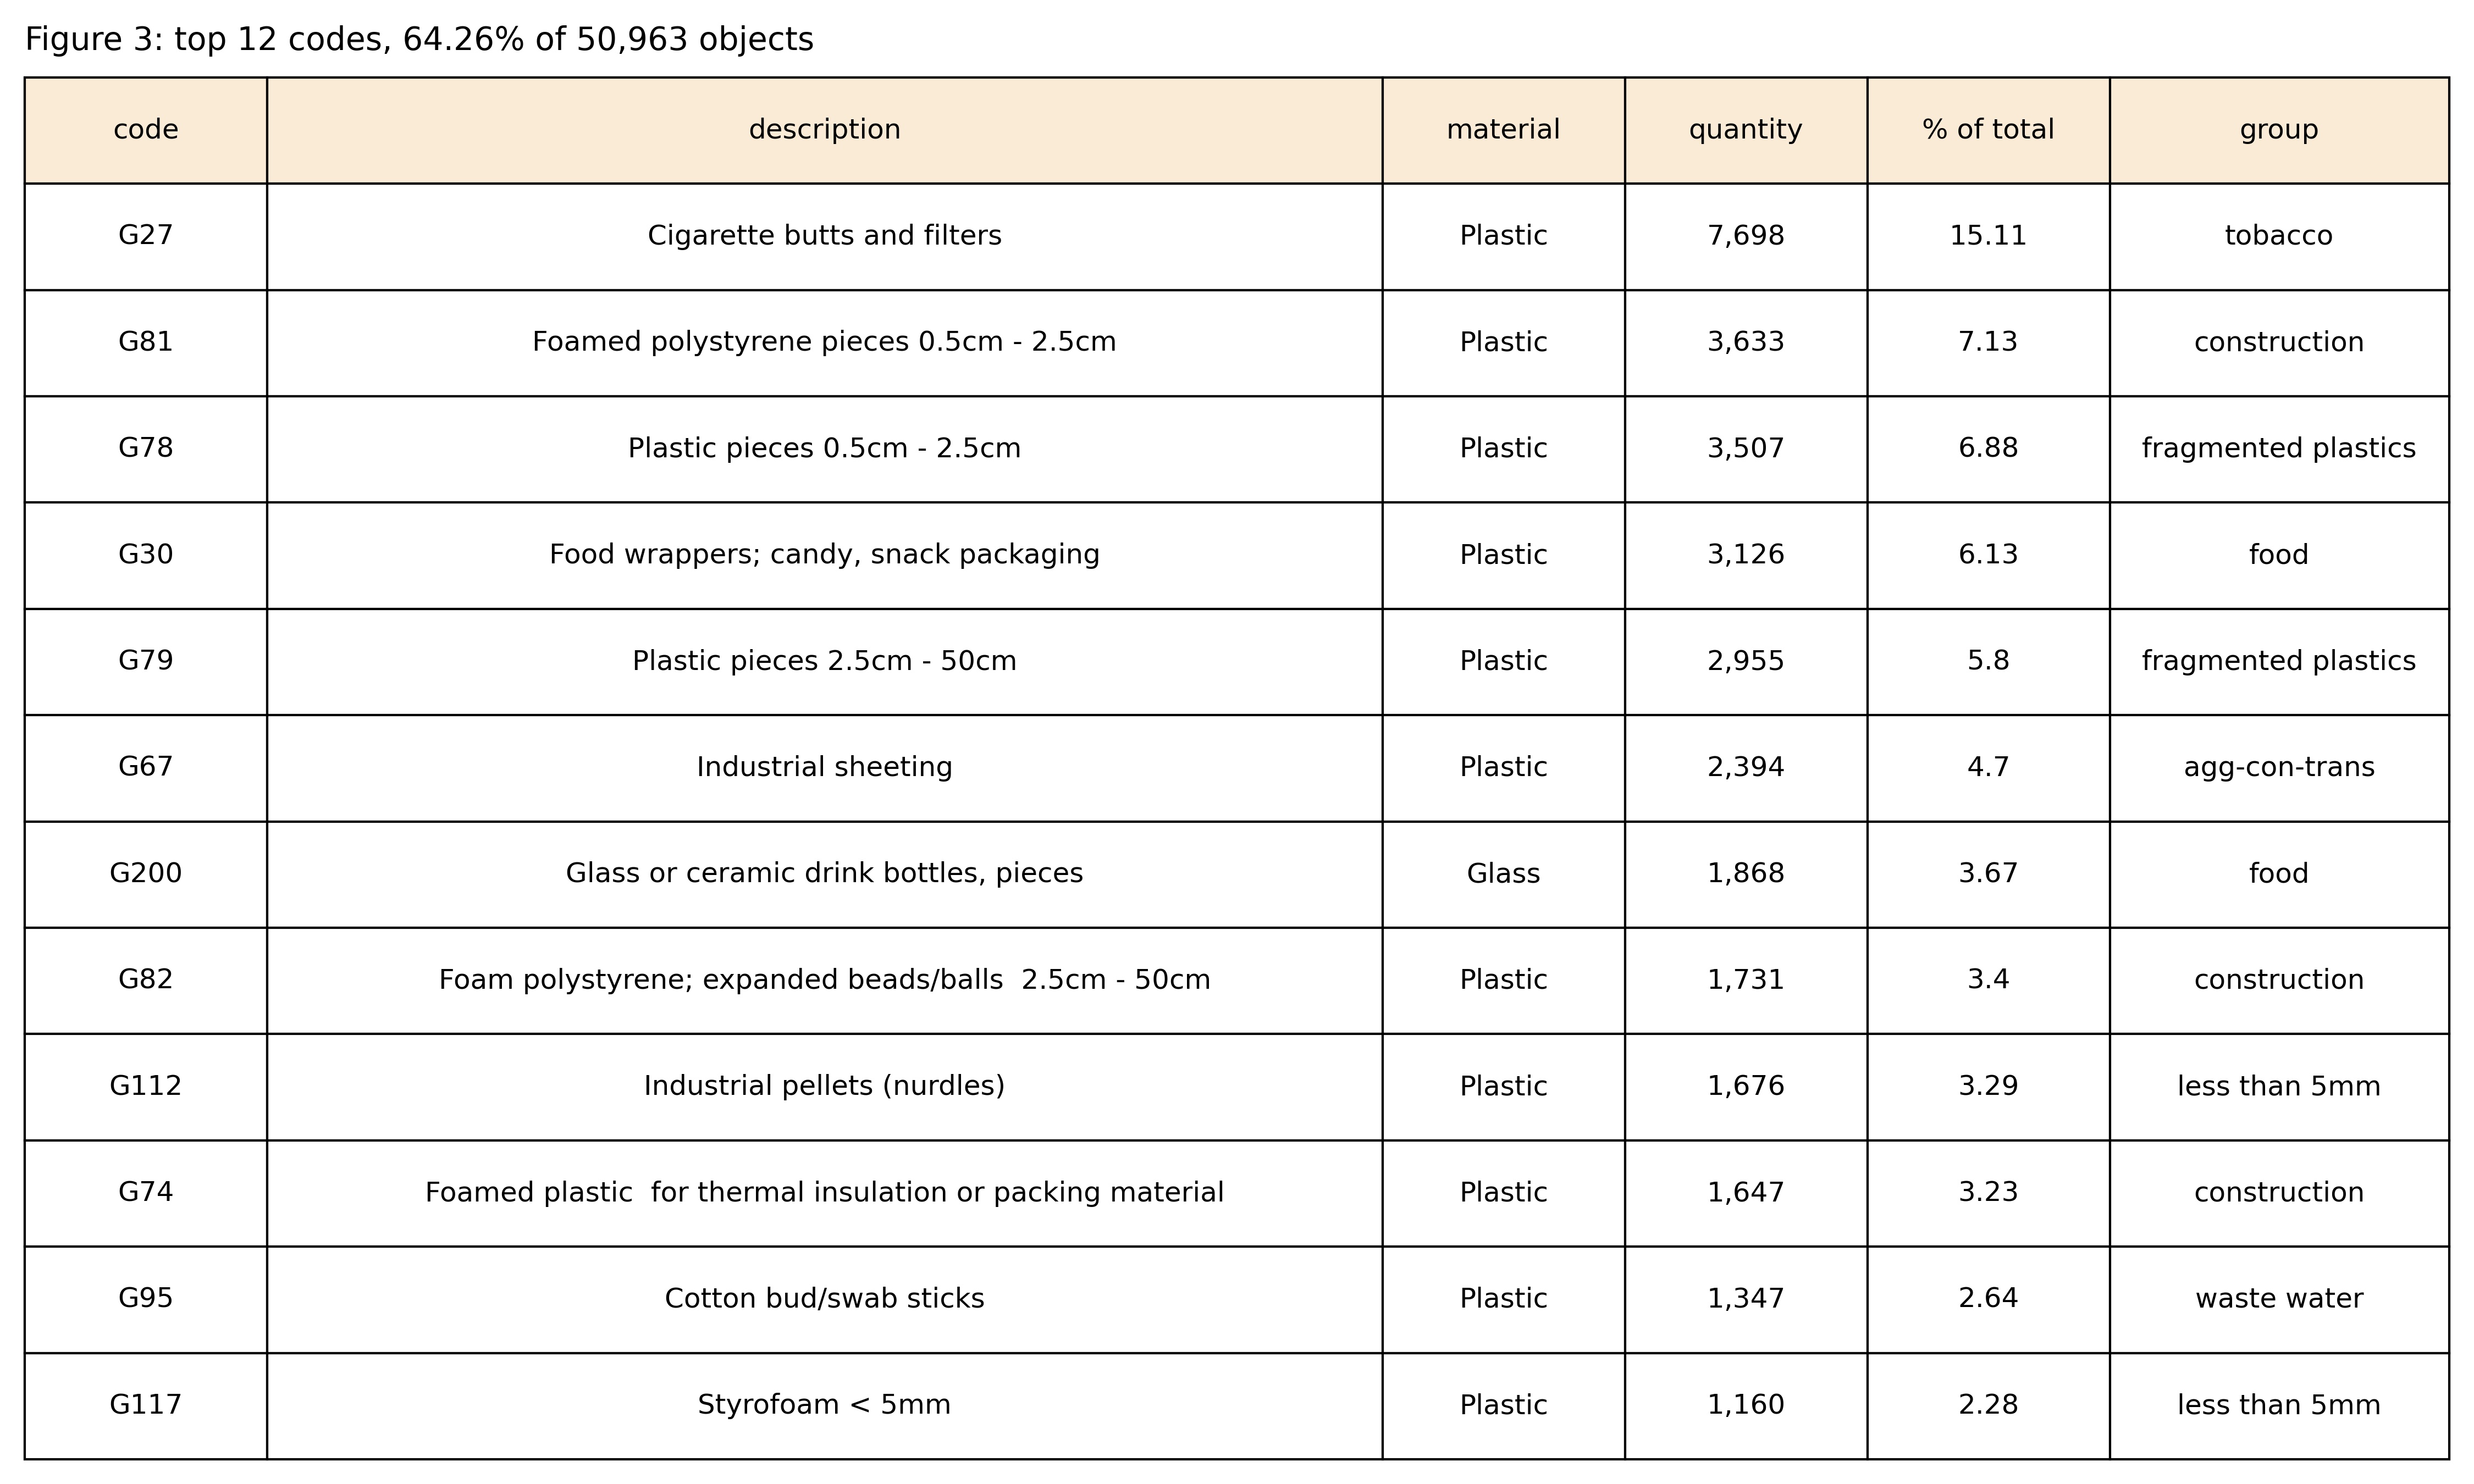 Figure 3: top 12 codes, 64.26% of 50,963 objects
code description material quantity % of total group
G27 Cigarette butts and filters Plastic 7,698 15.11 tobacco
G81 Foamed polystyrene pieces 0.5cm - 2.5cm Plastic 3,633 7.13 construction
G78 Plastic pieces 0.5cm - 2.5cm Plastic 3,507 6.88 fragmented plastics
G30 Food wrappers; candy, snack packaging Plastic 3,126 6.13 food
G79 Plastic pieces 2.5cm - 50cm Plastic 2,955 5.8 fragmented plastics
G67 Industrial sheeting Plastic 2,394 4.7 agg-con-trans
G200 Glass or ceramic drink bottles, pieces Glass 1,868 3.67 food
G82 Foam polystyrene; expanded beads/balls  2.5cm - 50cm Plastic 1,731 3.4 construction
G112 Industrial pellets (nurdles) Plastic 1,676 3.29 less than 5mm
G74 Foamed plastic  for thermal insulation or packing material Plastic 1,647 3.23 construction
G95 Cotton bud/swab sticks Plastic 1,347 2.64 waste water
G117 Styrofoam < 5mm Plastic 1,160 2.28 less than 5mm